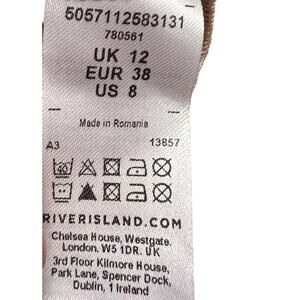 5057112583131
780561
UK 12
EUR 38
US 8
Made in Romania
A3 13857
40
RIVERISLAND.COM
Chelsea House, Westgate.
London. W5 1DR. UK
3rd Floor Kilmore House,
Park Lane, Spencer Dock,
Dublin, 1 Ireland